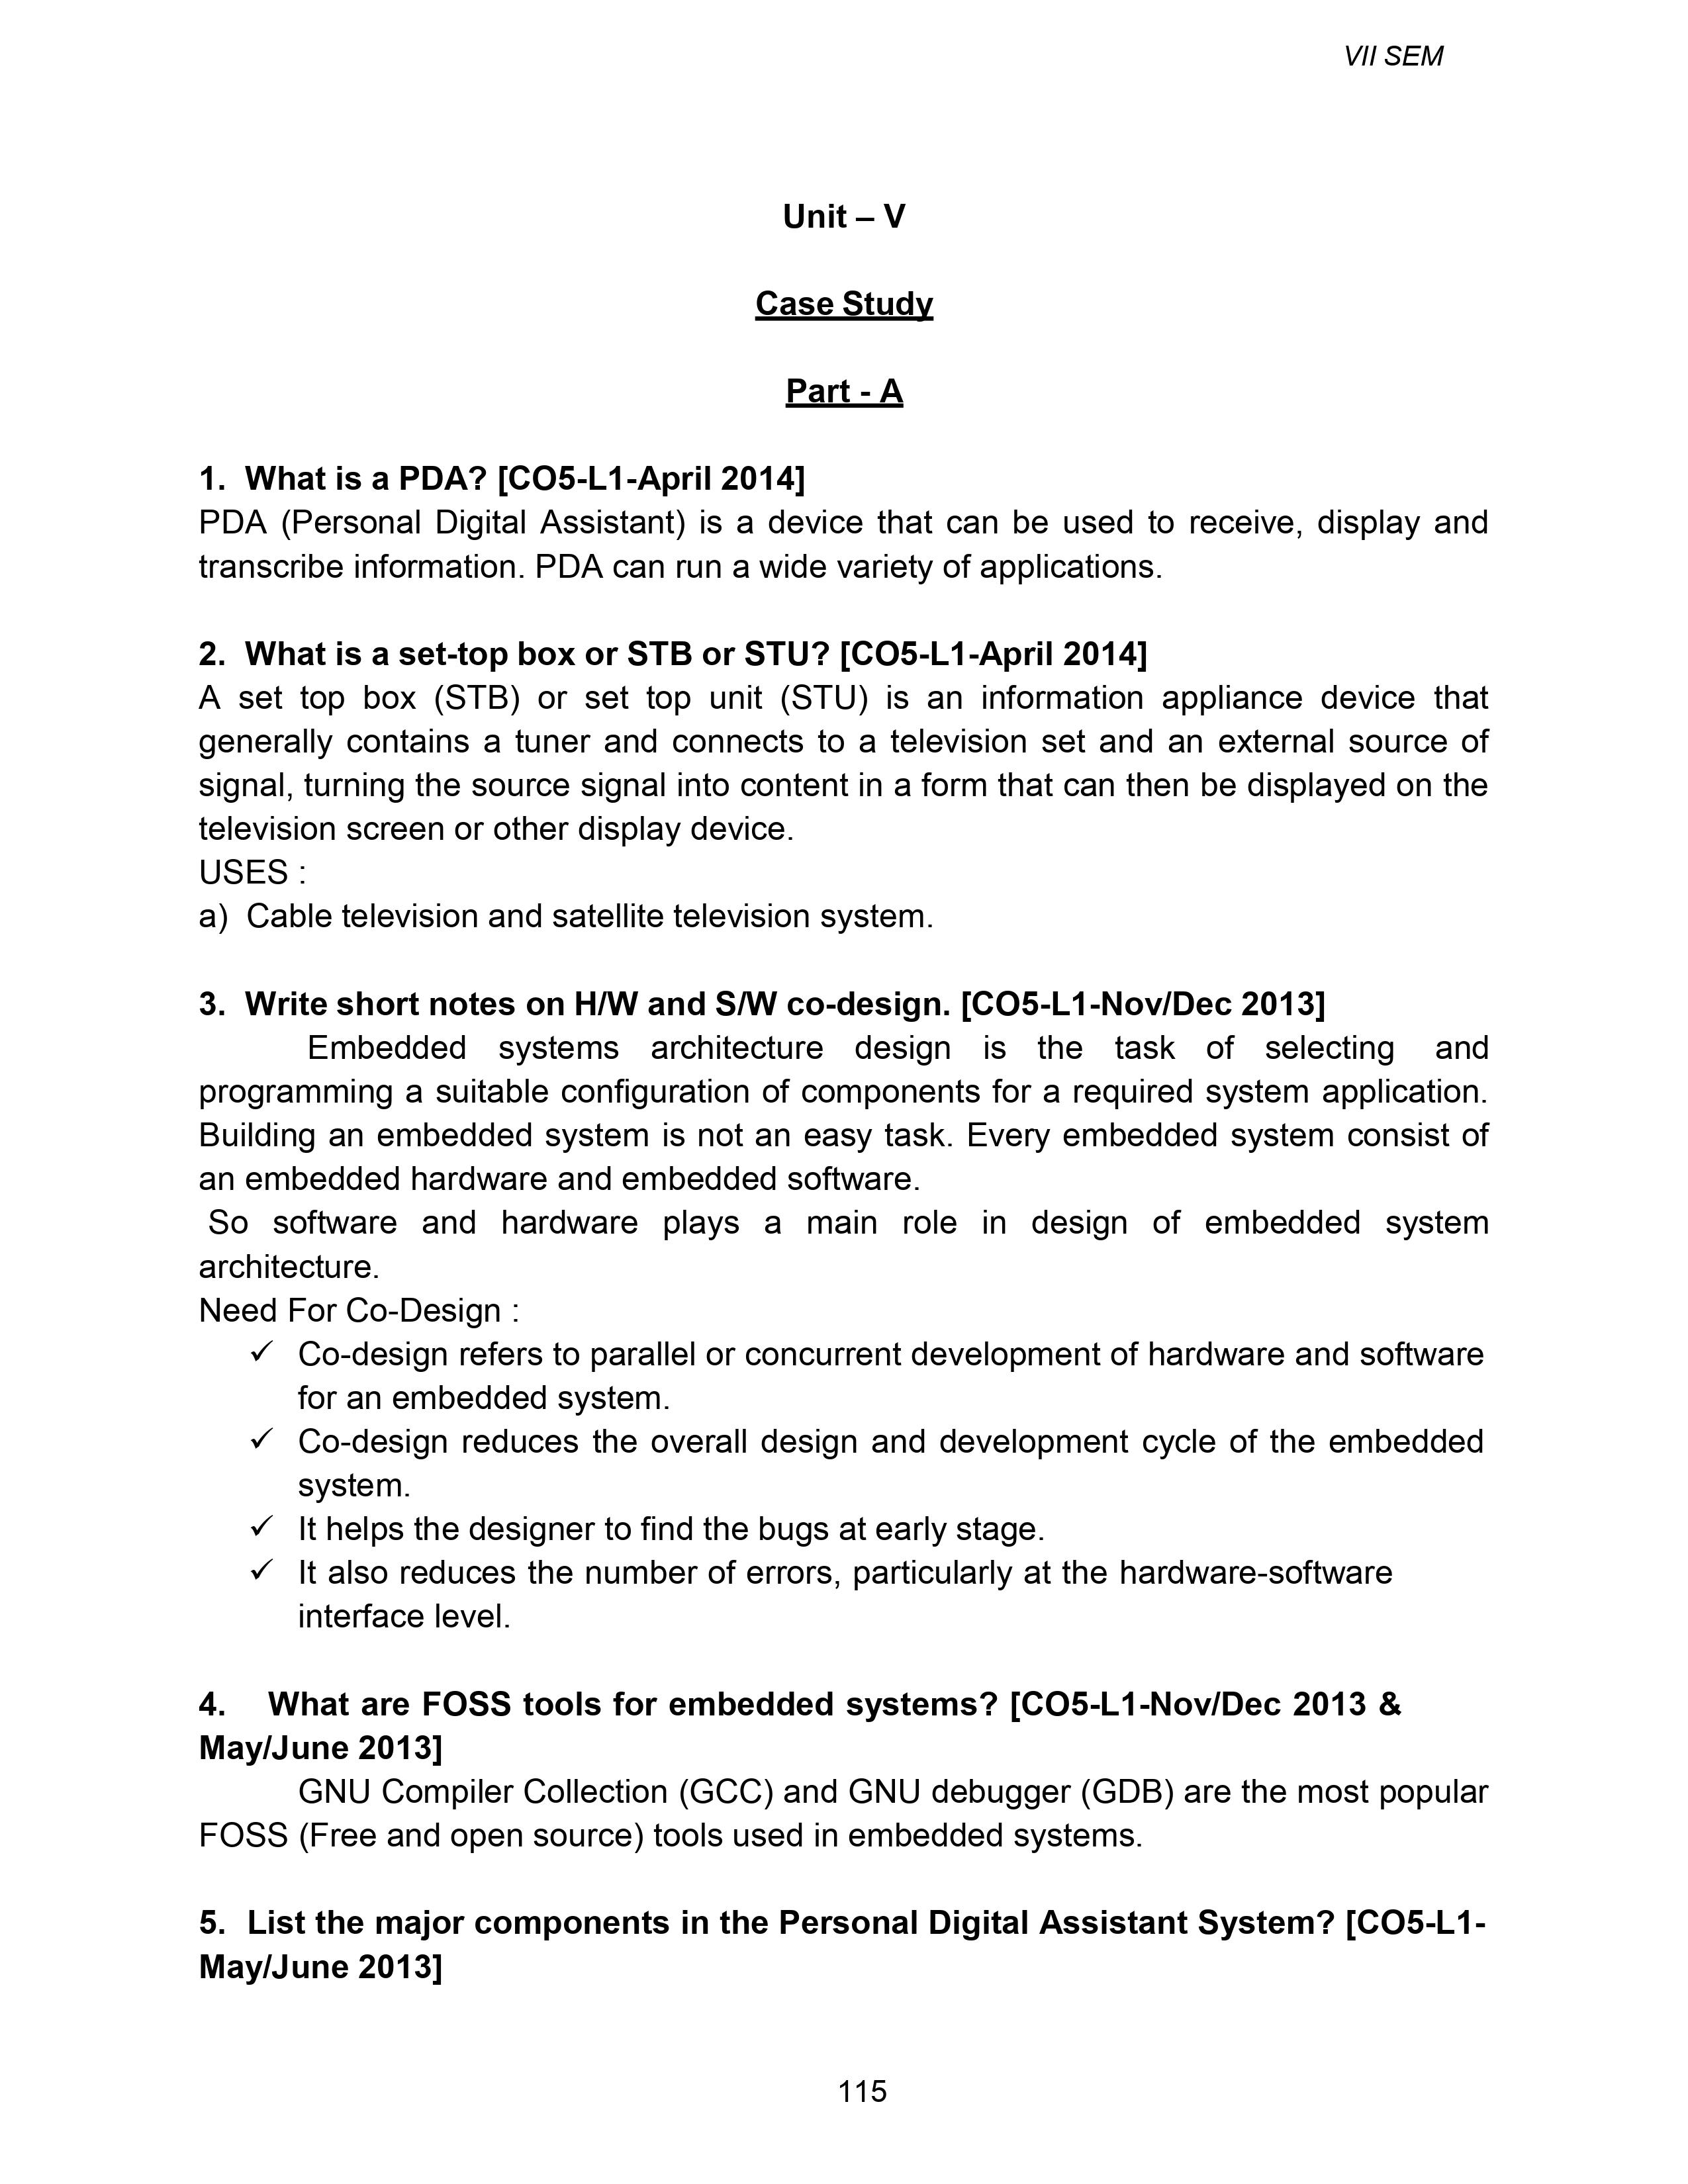 VII SEM
Unit – V
Case Study
Part - A
1. What is a PDA? [CO5-L1-April 2014]
PDA (Personal Digital Assistant) is a device that can be used to receive, display and
transcribe information. PDA can run a wide variety of applications.
2. What is a set-top box or STB or STU? [CO5-L1-April 2014]
A set top box (STB) or set top unit (STU) is an information appliance device that
generally contains a tuner and connects to a television set and an external source of
signal, turning the source signal into content in a form that can then be displayed on the
television screen or other display device.
USES :
a) Cable television and satellite television system.
3. Write short notes on H/W and S/W co-design. [CO5-L1-Nov/Dec 2013]
Embedded systems architecture design is the task of selecting and
programming a suitable configuration of components for a required system application.
Building an embedded system is not an easy task. Every embedded system consist of
an embedded hardware and embedded software.
So software and hardware plays a main role in design of embedded system
architecture.
Need For Co-Design :
✓ Co-design refers to parallel or concurrent development of hardware and software
for an embedded system.
✓ Co-design reduces the overall design and development cycle of the embedded
system.
✓ It helps the designer to find the bugs at early stage.
✓ It also reduces the number of errors, particularly at the hardware-software
interface level.
4. What are FOSS tools for embedded systems? [CO5-L1-Nov/Dec 2013 &
May/June 2013]
GNU Compiler Collection (GCC) and GNU debugger (GDB) are the most popular
FOSS (Free and open source) tools used in embedded systems.
5. List the major components in the Personal Digital Assistant System? [CO5-L1-
May/June 2013]
115